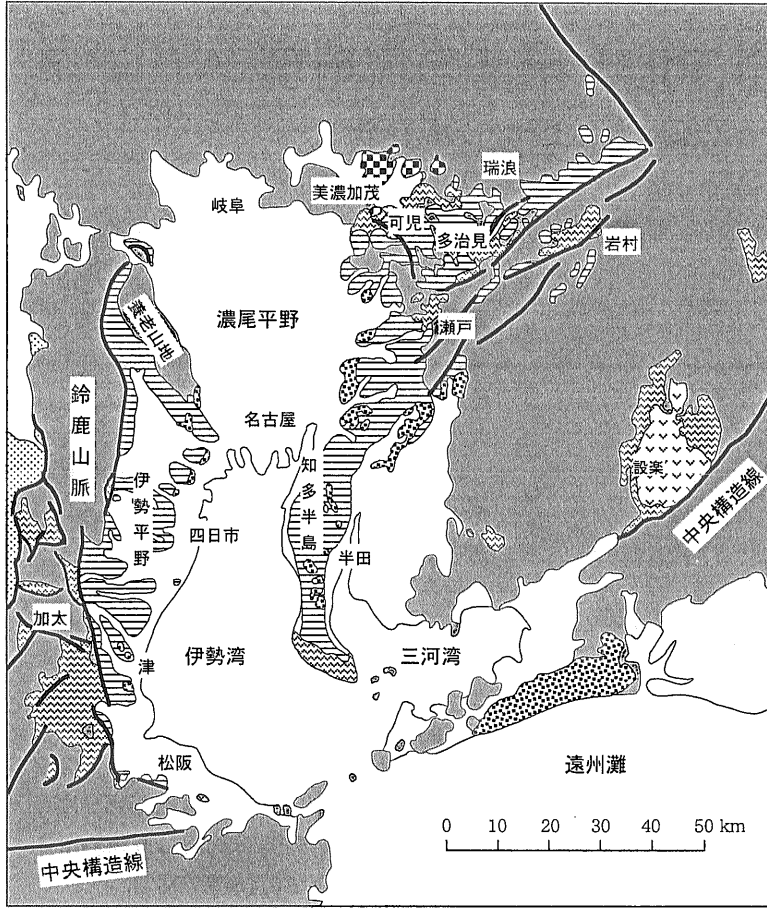 瑞浪
美濃加茂
岐阜
可児
多治見
岩村
養老山地
濃尾平野
瀬戸
鈴鹿山脈
名古屋
知多半島
伊勢平野
設楽
中央構造線
四日市
半田
加太
津
伊勢湾
三河湾
松阪
遠州灘
0 10 20 30 40 50 km
中央構造線